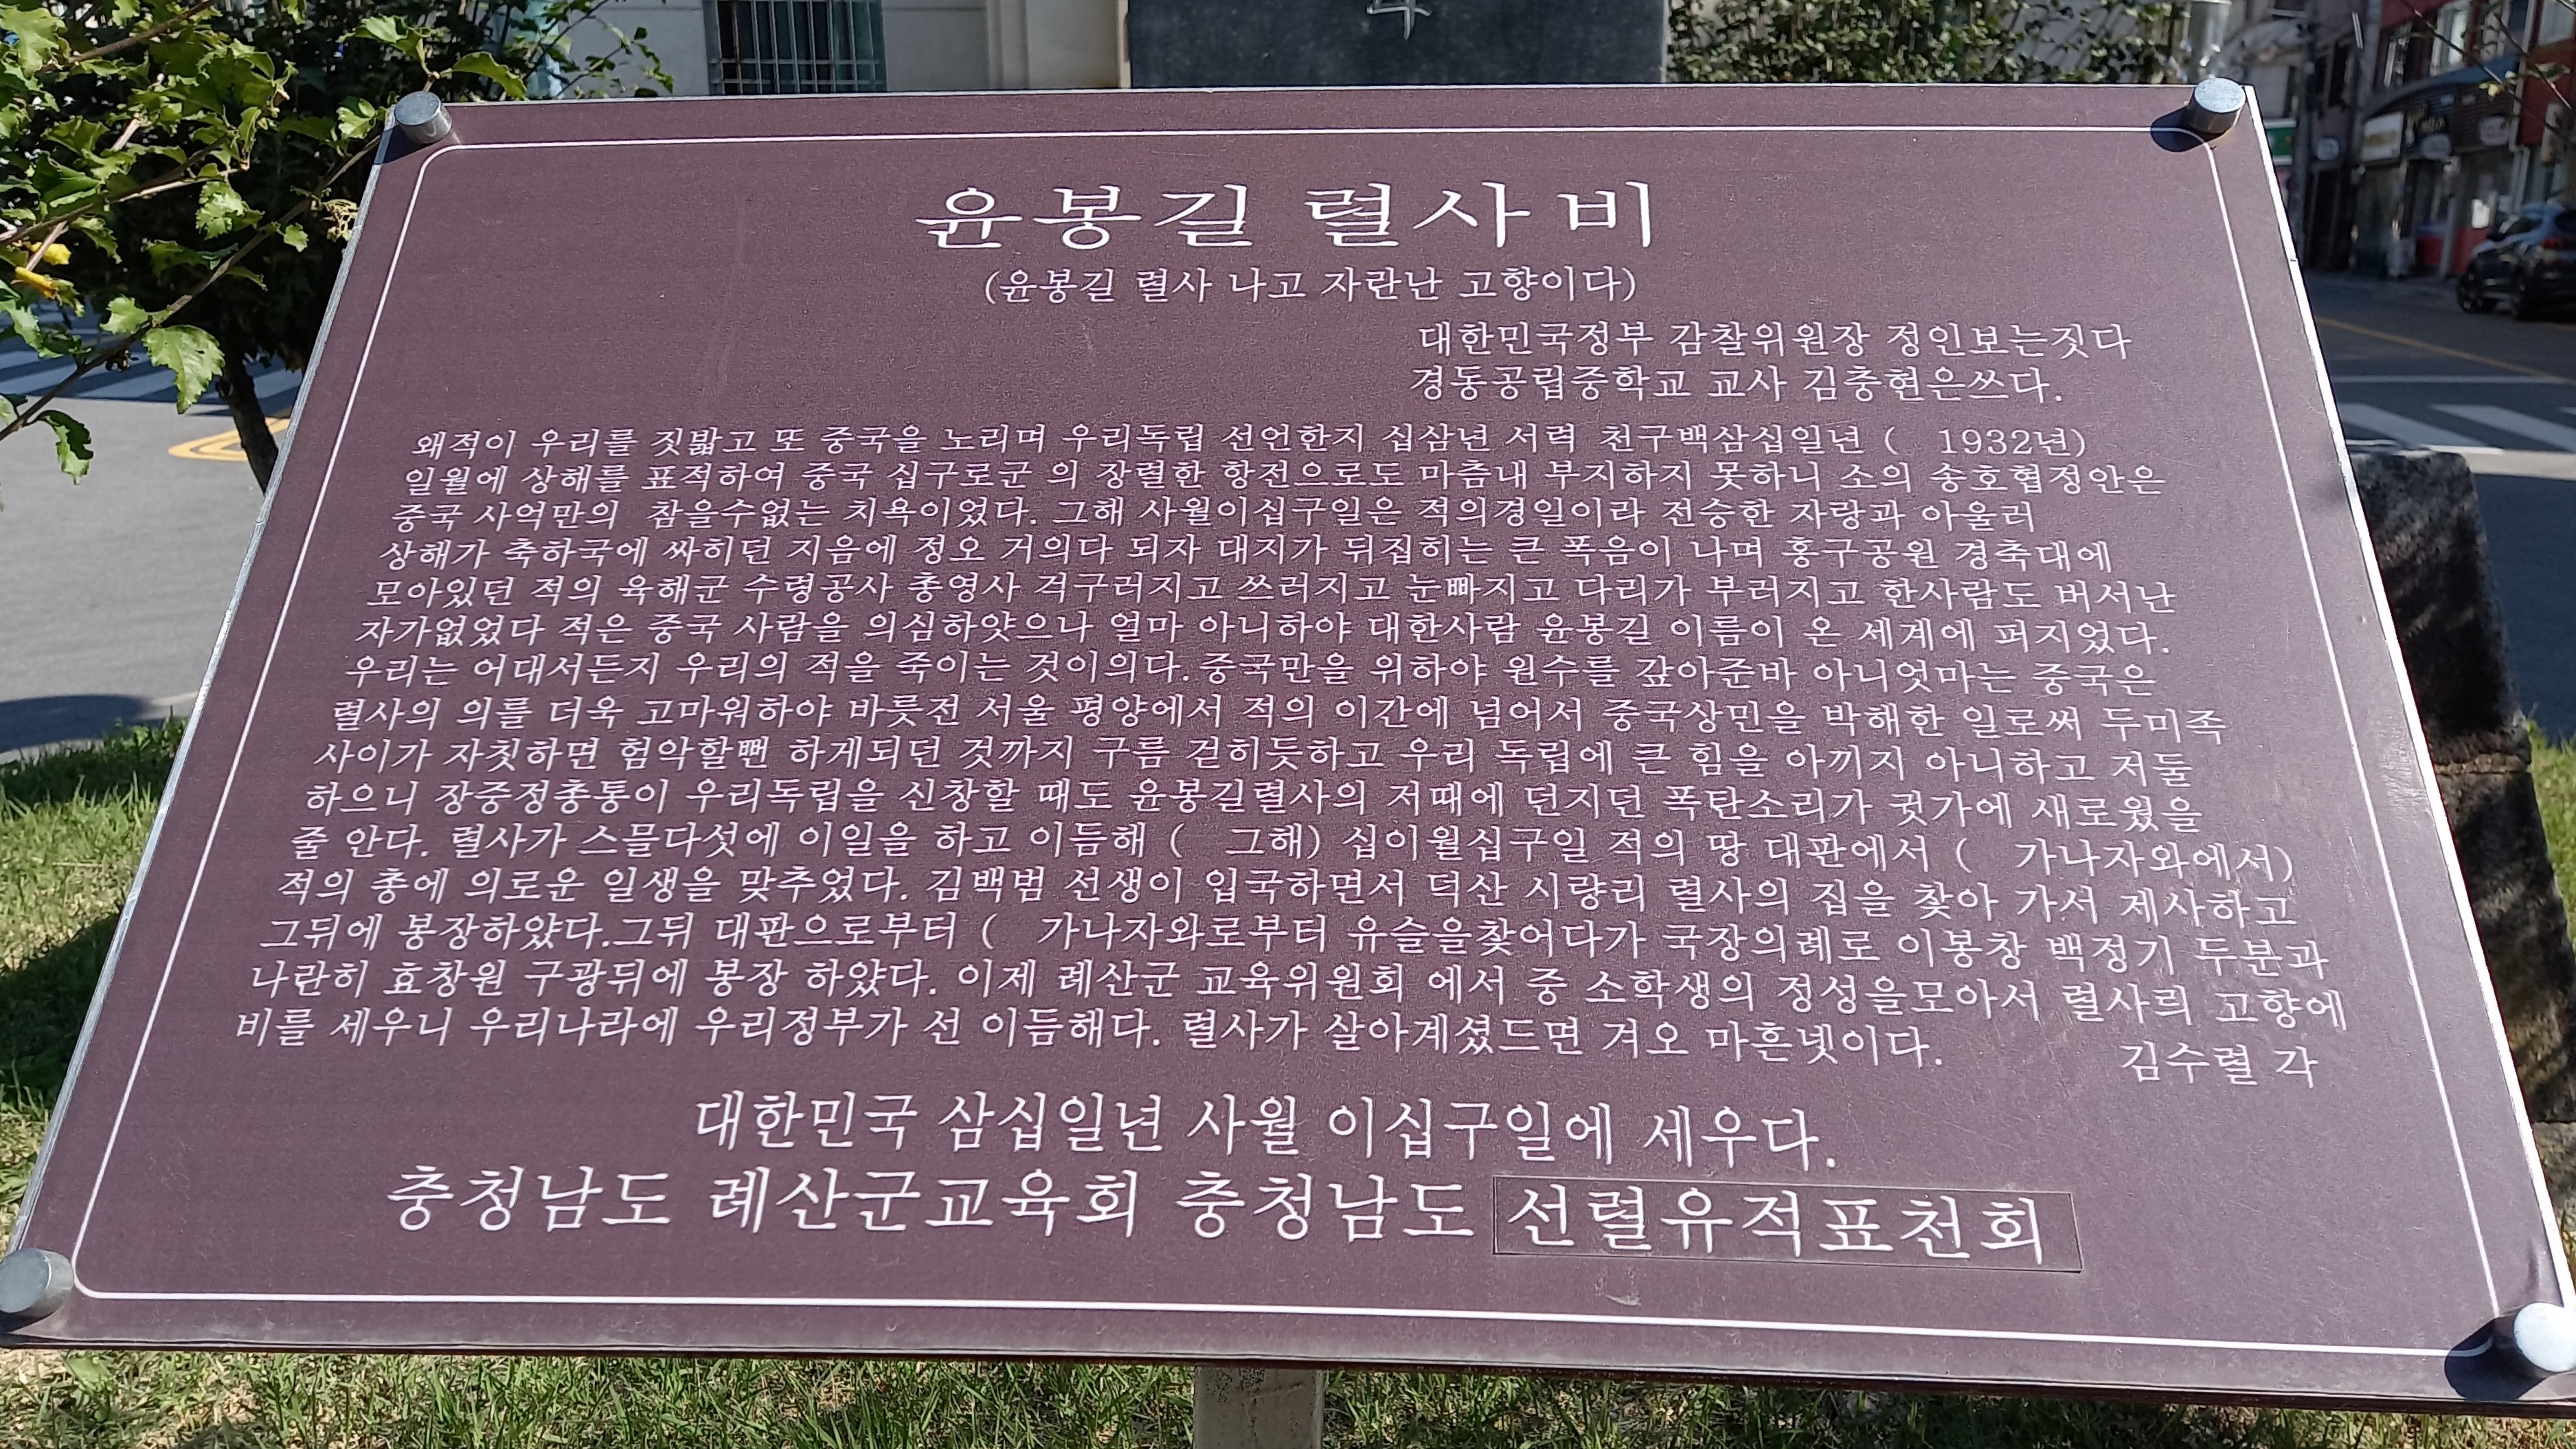 윤봉길 렬사비
(윤봉길 렬사 나고 자란난 고향이다)
대한민국정부 감찰위원장 정인보는짓다
경동공립중학교 교사 김충현은쓰다.
왜적이 우리를 짓밟고 또 중국을 노리며 우리독립 선언한지 십삼년 서력 천구백삼십일년 ( 1932년)
일월에 상해를 표적하여 중국 십구로군 의 장렬한 항전으로도 마츰내 부지하지 못하니 소의 송호협정안은
중국 사억만의 참을수없는 치욕이었다. 그해 사월이십구일은 적의경일이라 전승한 자랑과 아울러
상해가 축하국에 싸히던 지음에 정오 거의다 되자 대지가 뒤집히는 큰 폭음이 나며 홍구공원 경축대에
모아있던 적의 육해군 수령공사 총영사 걱구러지고 쓰러지고 눈빠지고 다리가 부러지고 한사람도 버서난
자가없었다 적은 중국 사람을 의심하얏으나 얼마 아니하야 대한사람 윤봉길 이름이 온 세계에 퍼지었다.
우리는 어대서든지 우리의 적을 죽이는 것이의다. 중국만을 위하야 원수를 갚아준바 아니엇마는 중국은
렬사의 의를 더욱 고마워하야 바릇전 서울 평양에서 적의 이간에 넘어서 중국상민을 박해한 일로써 두미족
사이가 자칫하면 험악할뻔 하게되던 것까지 구름 걷히듯하고 우리 독립에 큰 힘을 아끼지 아니하고 저둘
하으니 장중정총통이 우리독립을 신창할 때도 윤봉길렬사의 저때에 던지던 폭탄소리가 귓가에 새로웠을
줄 안다. 렬사가 스믈다섯에 이일을 하고 이듬해 ( 그해) 십이월십구일 적의 땅 대판에서 ( 가나자와에서)
적의 총에 의로운 일생을 맞추었다. 김백범 선생이 입국하면서 덕산 시량리 렬사의 집을 찾아 가서 제사하고
그뒤에 봉장하얐다.그뒤 대판으로부터 ( 가나자와로부터 유슬을찾어다가 국장의례로 이봉창 백정기 두분과
나란히 효창원 구광뒤에 봉장 하얐다. 이제 례산군 교육위원회 에서 중 소학생의 정성을모아서 렬사릐 고향에
비를 세우니 우리나라에 우리정부가 선 이듬해다. 렬사가 살아계셨드면 겨오 마흔넷이다.
김수렬 각
대한민국 삼십일년 사월 이십구일에 세우다.
충청남도 례산군교육회 충청남도 선렬유적표천회